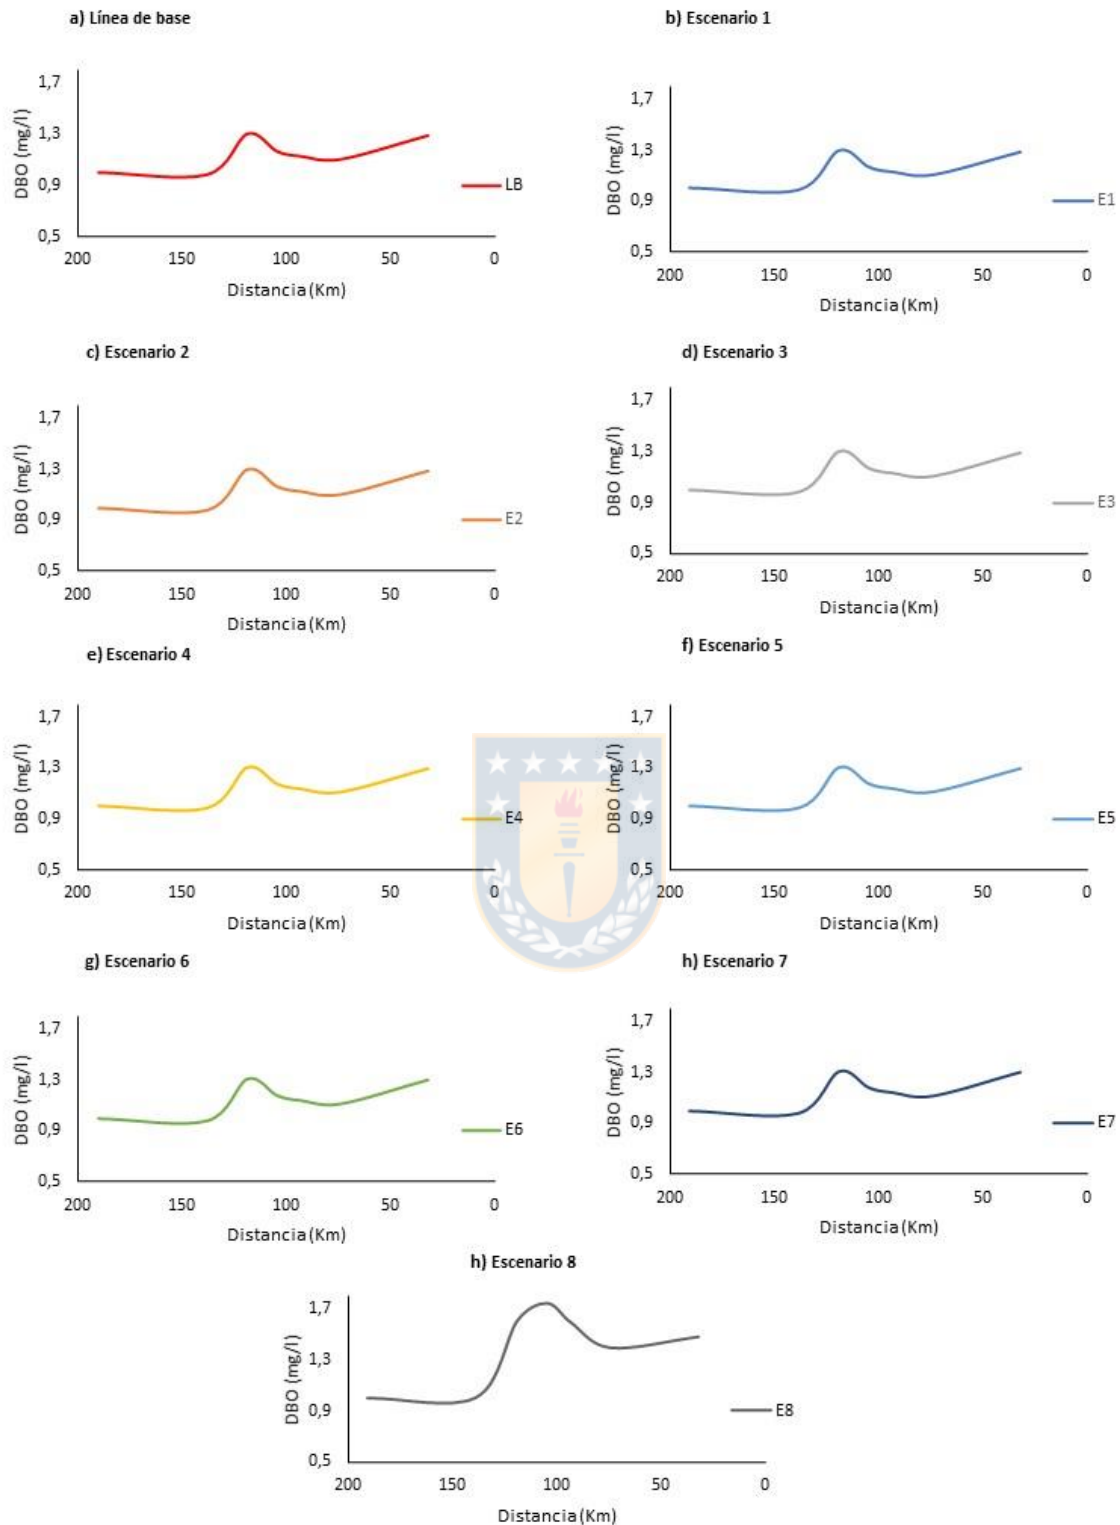 a) Línea de base
1,7
1,3
0,9
0,5
DBO (mg/l)
LB
200 150 100 50 0
Distancia (Km)
b) Escenario 1
1,7
1,3
0,9
0,5
DBO (mg/l)
E1
200 150 100 50 0
Distancia (Km)
c) Escenario 2
1,7
1,3
0,9
0,5
DBO (mg/l)
E2
200 150 100 50 0
Distancia (Km)
d) Escenario 3
1,7
1,3
0,9
0,5
DBO (mg/l)
E3
200 150 100 50 0
Distancia (Km)
e) Escenario 4
1,7
1,3
0,9
0,5
DBO (mg/l)
E4
200 150 100 50 0
Distancia (Km)
f) Escenario 5
1,7
1,3
0,9
0,5
DBO (mg/l)
E5
200 150 100 50 0
Distancia (Km)
g) Escenario 6
1,7
1,3
0,9
0,5
DBO (mg/l)
E6
200 150 100 50 0
Distancia (Km)
h) Escenario 7
1,7
1,3
0,9
0,5
DBO (mg/l)
E7
200 150 100 50 0
Distancia (Km)
h) Escenario 8
1,7
1,3
0,9
0,5
DBO (mg/l)
E8
200 150 100 50 0
Distancia (Km)